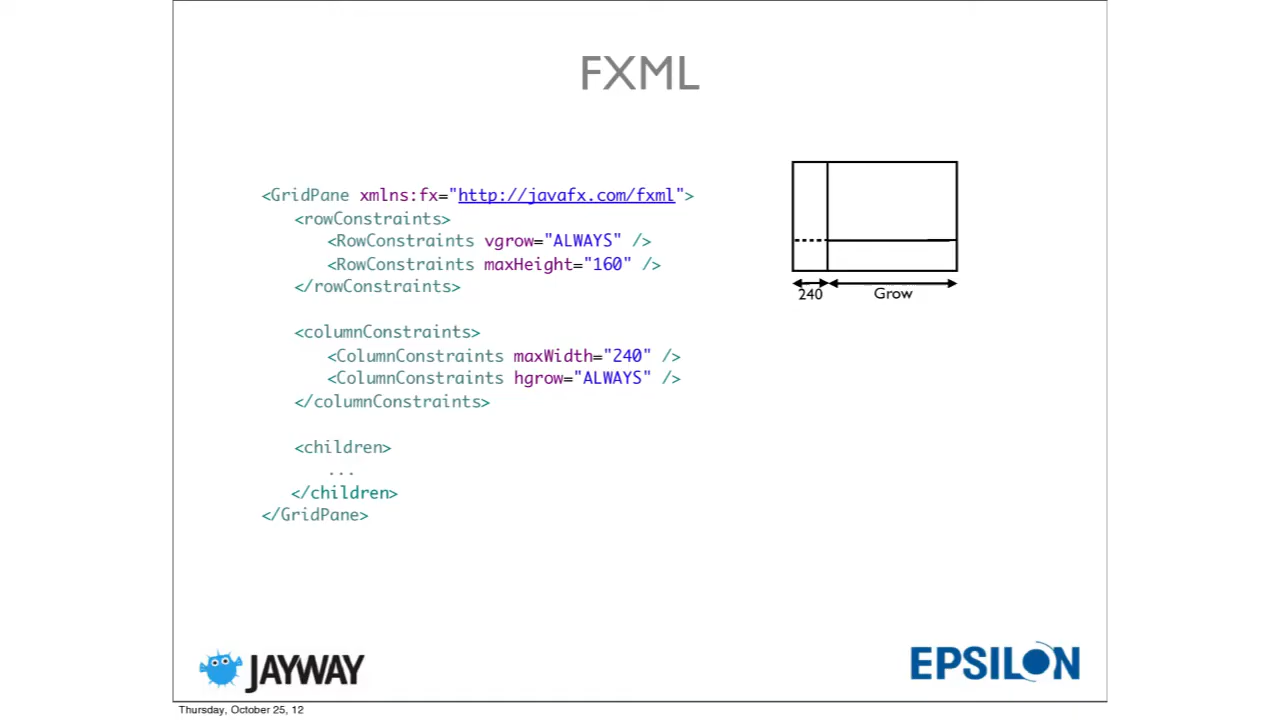 FXML
<GridPane xmlns:fx="http://javafx.com/fxml">
<rowConstraints>
<RowConstraints vgrow="ALWAYS" />
<RowConstraints maxHeight="160" />
</rowConstraints>
<columnConstraints>
<ColumnConstraints maxWidth="240" />
<ColumnConstraints hgrow="ALWAYS" />
</columnConstraints>
<children>
...
</children>
</GridPane>
240 Grow
JAYWAY
EPSILON
Thursday, October 25, 12